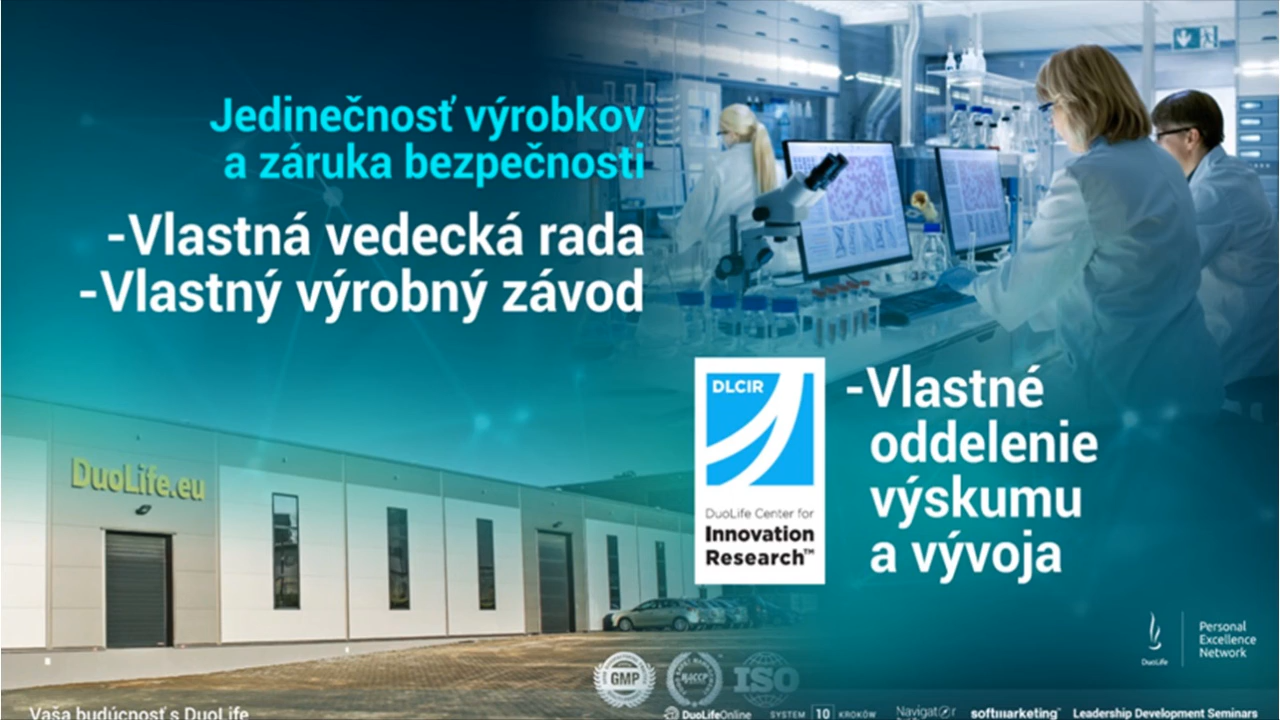 Jedinečnosť výrobkov
a záruka bezpečnosti
-Vlastná vedecká rada
-Vlastný výrobný závod
DuoLife.eu
DLCIR
DuoLife Center for
Innovation
Research™
-Vlastné
oddelenie
výskumu
a vývoja
DuoLife
Personal
Excellence
Network
GMP
HACCP
ISO
Vaša budúcnosť s DuoLife
DuoLifeOnline
SYSTEM 10 KROKÓW
Navigator
softmarketing™
Leadership Development Seminars